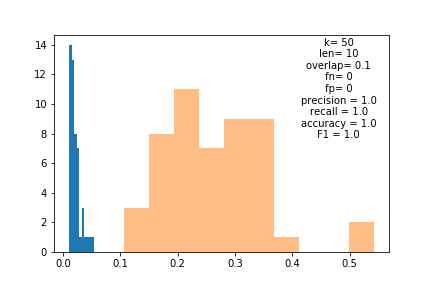 k= 50
len= 10
overlap= 0.1
fn= 0
fp= 0
precision = 1.0
recall = 1.0
accuracy = 1.0
F1 = 1.0
14
12
10
8
6
4
2
0
0.0 0.1 0.2 0.3 0.4 0.5